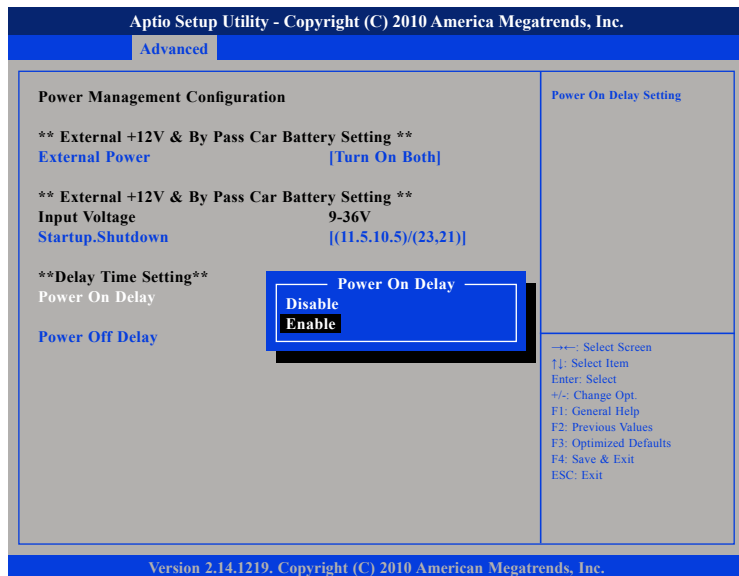 Aptio Setup Utility - Copyright (C) 2010 America Megatrends, Inc.
Advanced
Power Management Configuration
** External +12V & By Pass Car Battery Setting **
External Power [Turn On Both]
** External +12V & By Pass Car Battery Setting **
Input Voltage 9-36V
Startup.Shutdown [(11.5.10.5)/(23,21)]
**Delay Time Setting**
Power On Delay
Power Off Delay
Power On Delay
Disable
Enable
Power On Delay Setting
→←: Select Screen
↑↓: Select Item
Enter: Select
+/-: Change Opt.
F1: General Help
F2: Previous Values
F3: Optimized Defaults
F4: Save & Exit
ESC: Exit
Version 2.14.1219. Copyright (C) 2010 American Megatrends, Inc.